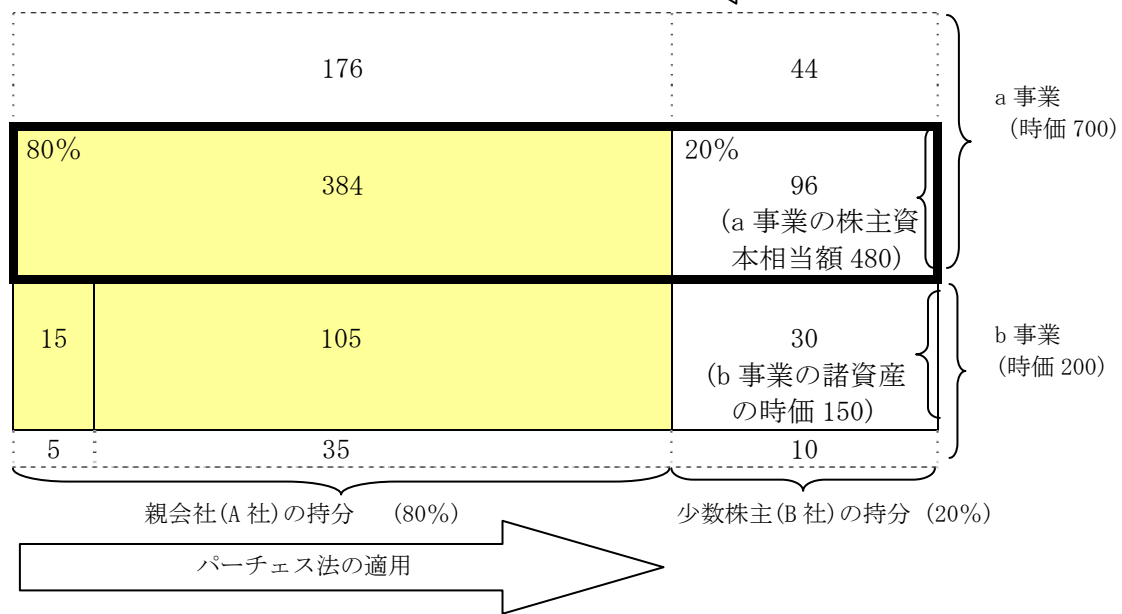 176
44
a 事業
(時価 700)
80%
384
20%
96
(a 事業の株主資
本相当額 480)
15
105
30
(b 事業の諸資産
の時価 150)
b 事業
(時価 200)
5
35
10
親会社(A 社)の持分 (80%)
少数株主(B 社)の持分 (20%)
パーチェス法の適用